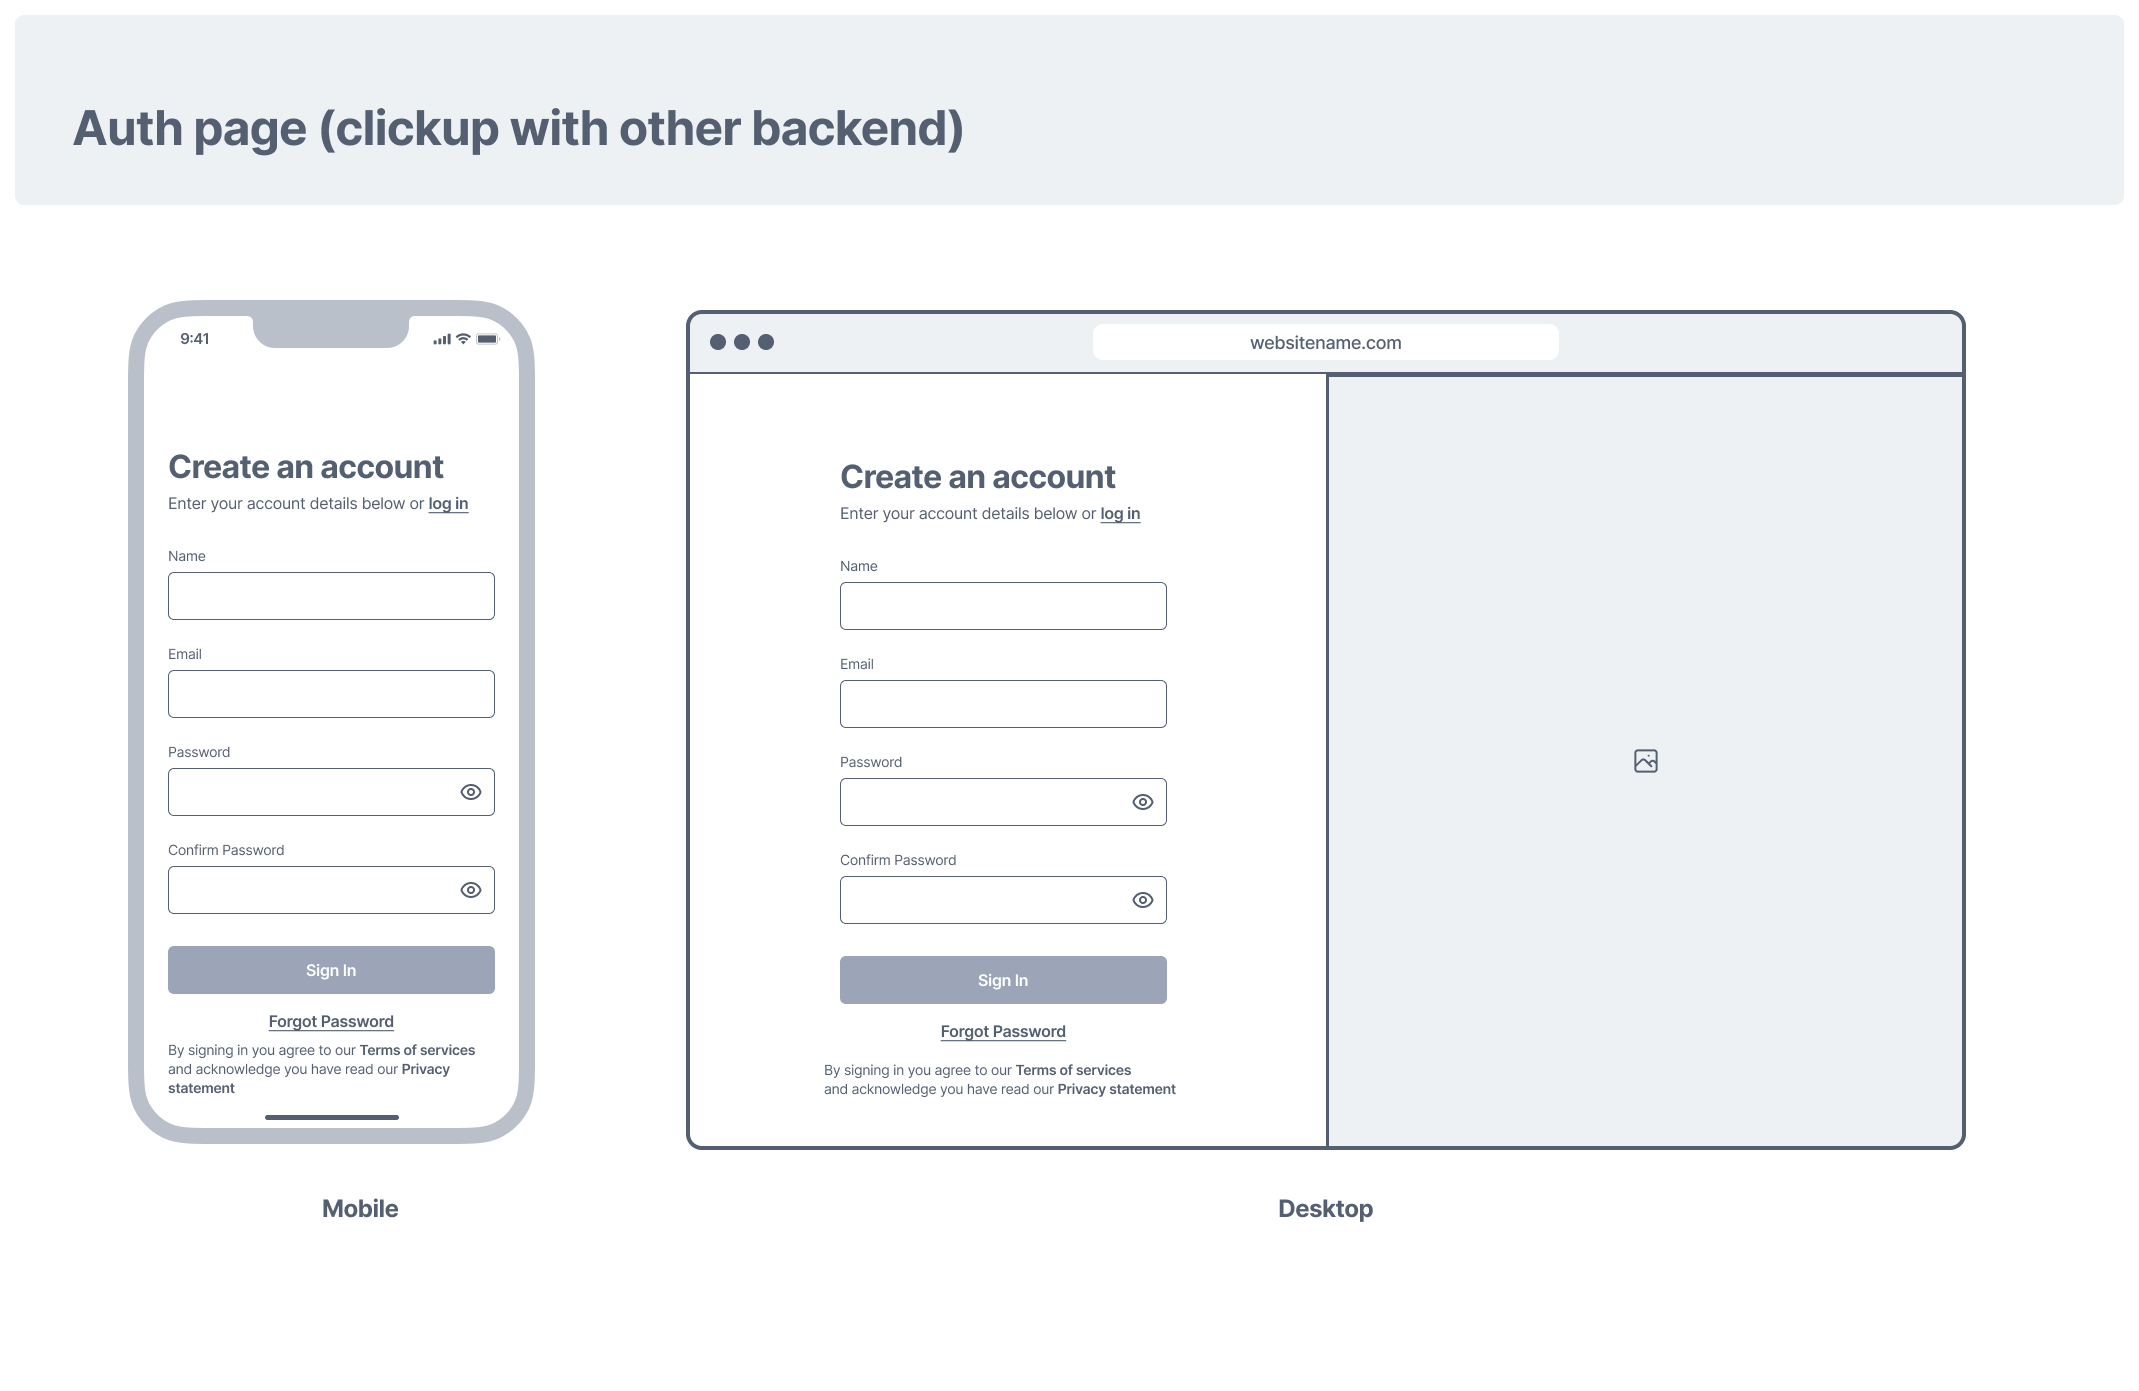 Auth page (clickup with other backend)
9:41
Create an account
Enter your account details below or log in
Name
Email
Password
Confirm Password
Sign In
Forgot Password
By signing in you agree to our Terms of services
and acknowledge you have read our Privacy
statement
Mobile
websitename.com
Create an account
Enter your account details below or log in
Name
Email
Password
Confirm Password
Sign In
Forgot Password
By signing in you agree to our Terms of services
and acknowledge you have read our Privacy statement
Desktop